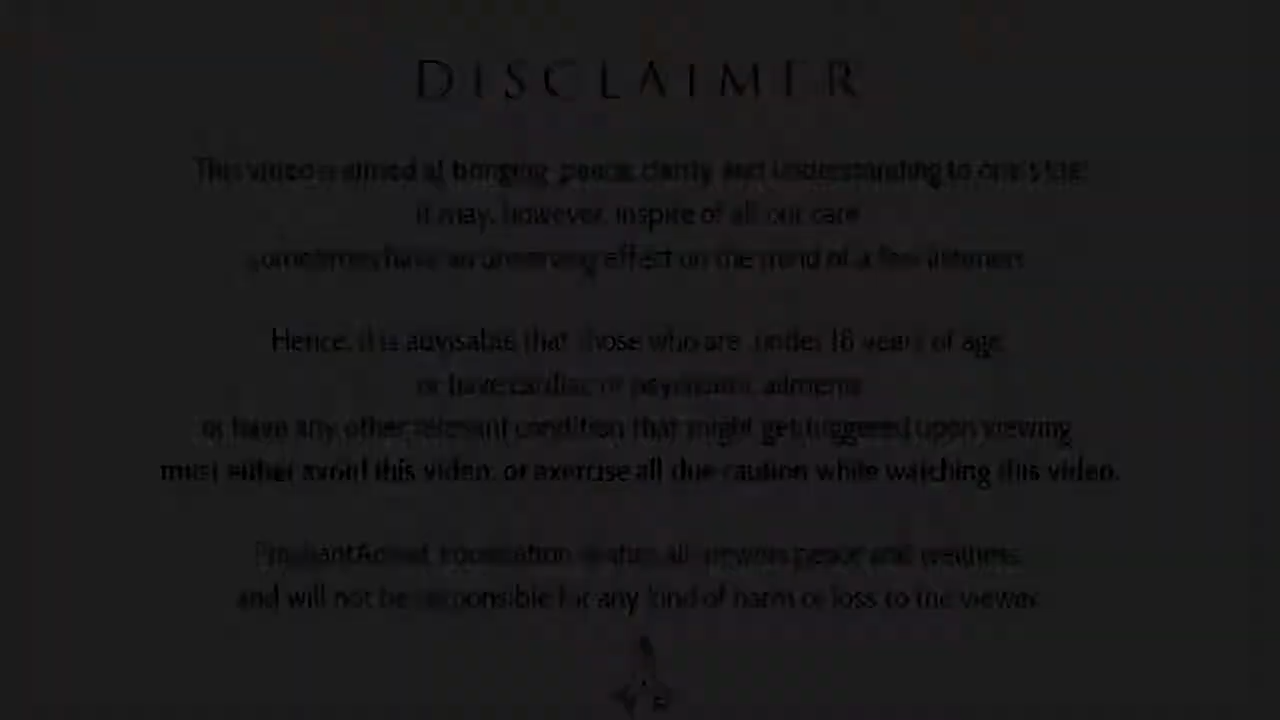 DISCLAIMER
This video is aimed at bringing peace, clarity and understanding to one's life.
It may, however, inspite of all our care
sometimes have an unnerving effect on the mind of a few listeners
Hence, it is advisable that those who are under 18 years of age
or have cardiac or psychiatric ailments
or have any other relevant condition that might get triggered upon viewing
must either avoid this video, or exercise all due caution while watching this video.
PrashantAdvait Foundation wishes all viewers peace and wellness
and will not be responsible for any kind of harm or loss to the viewer.